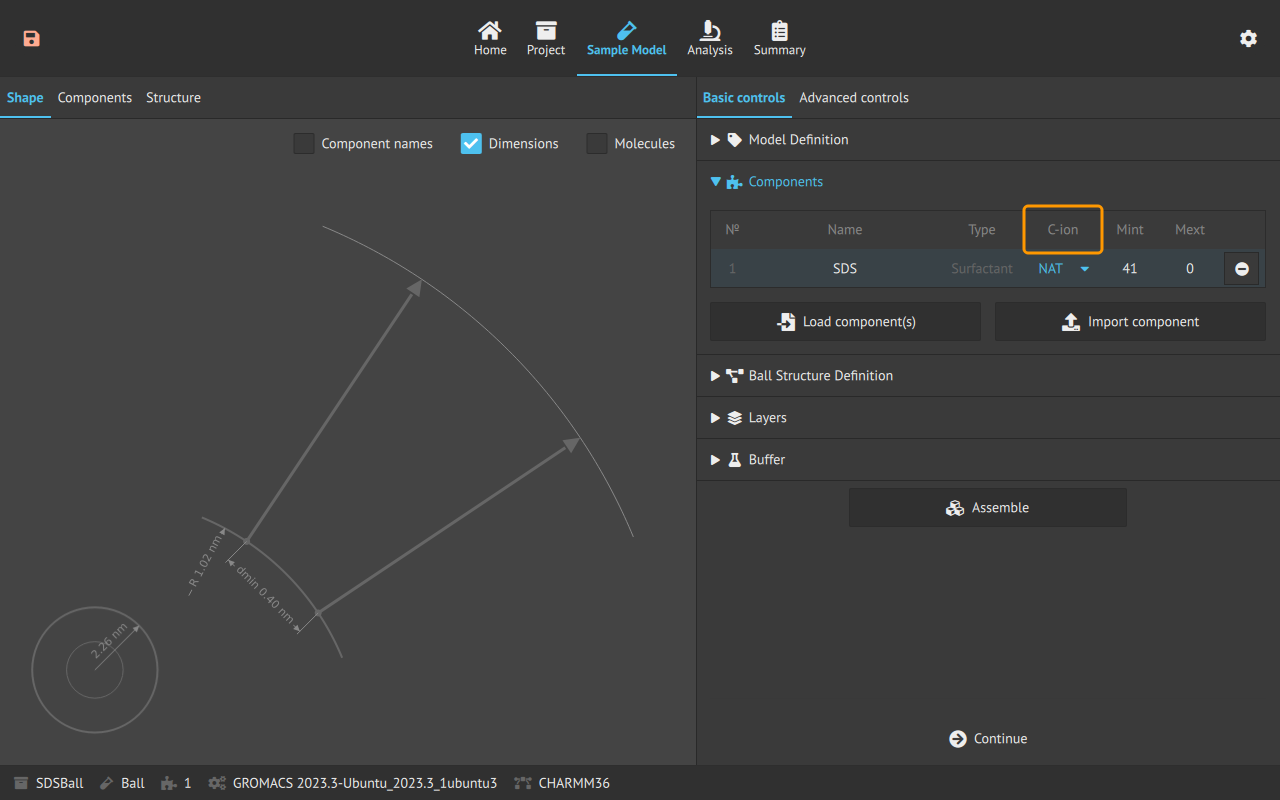 Home Project Sample Model Analysis Summary
Shape Components Structure
Basic controls Advanced controls
Component names Dimensions Molecules
Model Definition
Components
Nº Name Type C-ion Mint Mext
1 SDS Surfactant NAT 41 0
Load component(s) Import component
Ball Structure Definition
Layers
Buffer
Assemble
~ R 1.02 nm
dmin 0.40 nm
2.26 nm
Continue
SDSBall Ball 1 GROMACS 2023.3-Ubuntu_2023.3_1ubuntu3 CHARMM36